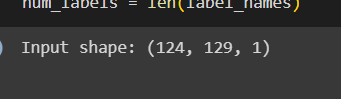 num_labels = len(label_names)
Input shape: (124, 129, 1)